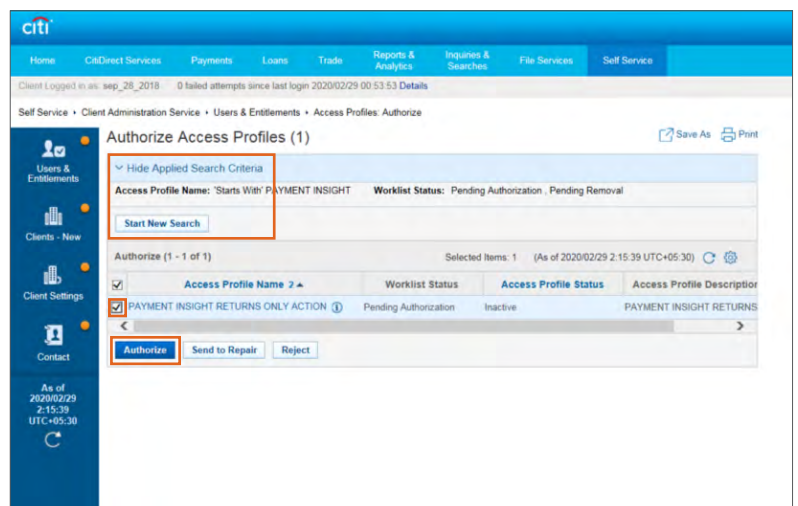 citi
Home CitiDirect Services Payments Loans Trade Reports & Analytics Inquiries & Searches File Services Self Service
Client Logged in as: sep_28_2018 0 failed attempts since last login 2020/02/29 00:53:53 Details
Self Service • Client Administration Service • Users & Entitlements • Access Profiles: Authorize
Users & Entitlements
Clients - New
Client Settings
Contact
As of
2020/02/29
2:15:39
UTC+05:30
Authorize Access Profiles (1)
Save As Print
Hide Applied Search Criteria
Access Profile Name: 'Starts With' PAYMENT INSIGHT Worklist Status: Pending Authorization , Pending Removal
Start New Search
Authorize (1 - 1 of 1) Selected Items: 1 (As of 2020/02/29 2:15:39 UTC+05:30)
Access Profile Name 2 Worklist Status Access Profile Status Access Profile Description
PAYMENT INSIGHT RETURNS ONLY ACTION Pending Authorization Inactive PAYMENT INSIGHT RETURNS
Authorize Send to Repair Reject